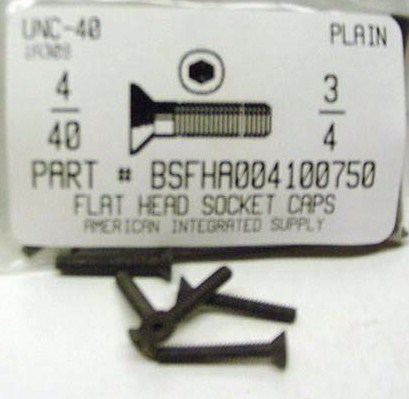 UNC-40 PLAIN
4
40
3
4
PART # BSFHA004100750
FLAT HEAD SOCKET CAPS
AMERICAN INTEGRATED SUPPLY